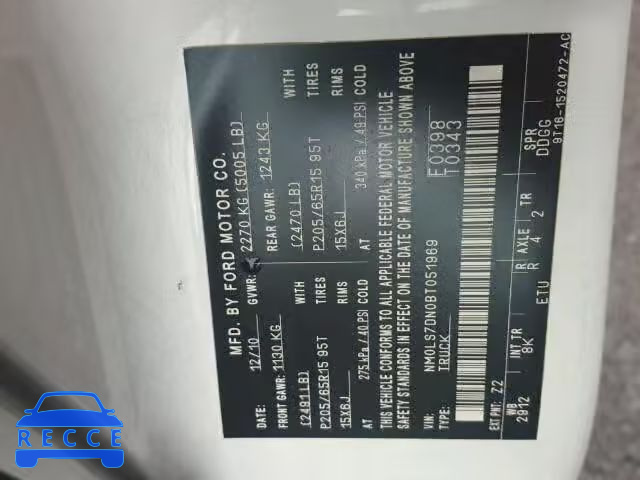 MFD. BY FORD MOTOR CO.
DATE: 12/10 GVWR: 2270 KG (5005 LB)
FRONT GAWR: 1130 KG REAR GAWR: 1243 KG
(2491 LB) (2470 LB) WITH
P205/65R15 95T P205/65R15 95T TIRES
15X6J 15X6J RIMS
AT 275 kPa / 40 PSI COLD AT 340 kPa / 49 PSI COLD
THIS VEHICLE CONFORMS TO ALL APPLICABLE FEDERAL MOTOR VEHICLE
SAFETY STANDARDS IN EFFECT ON THE DATE OF MANUFACTURE SHOWN ABOVE
VIN: NM0LS7DN0BT051969 F0398
TYPE: TRUCK T0343
EXT PNT: Z2
WB INT TR R AXLE TR SPR
2912 8K R 4 2 DDGG
ETU
9T16-1520472-AC
RECCE